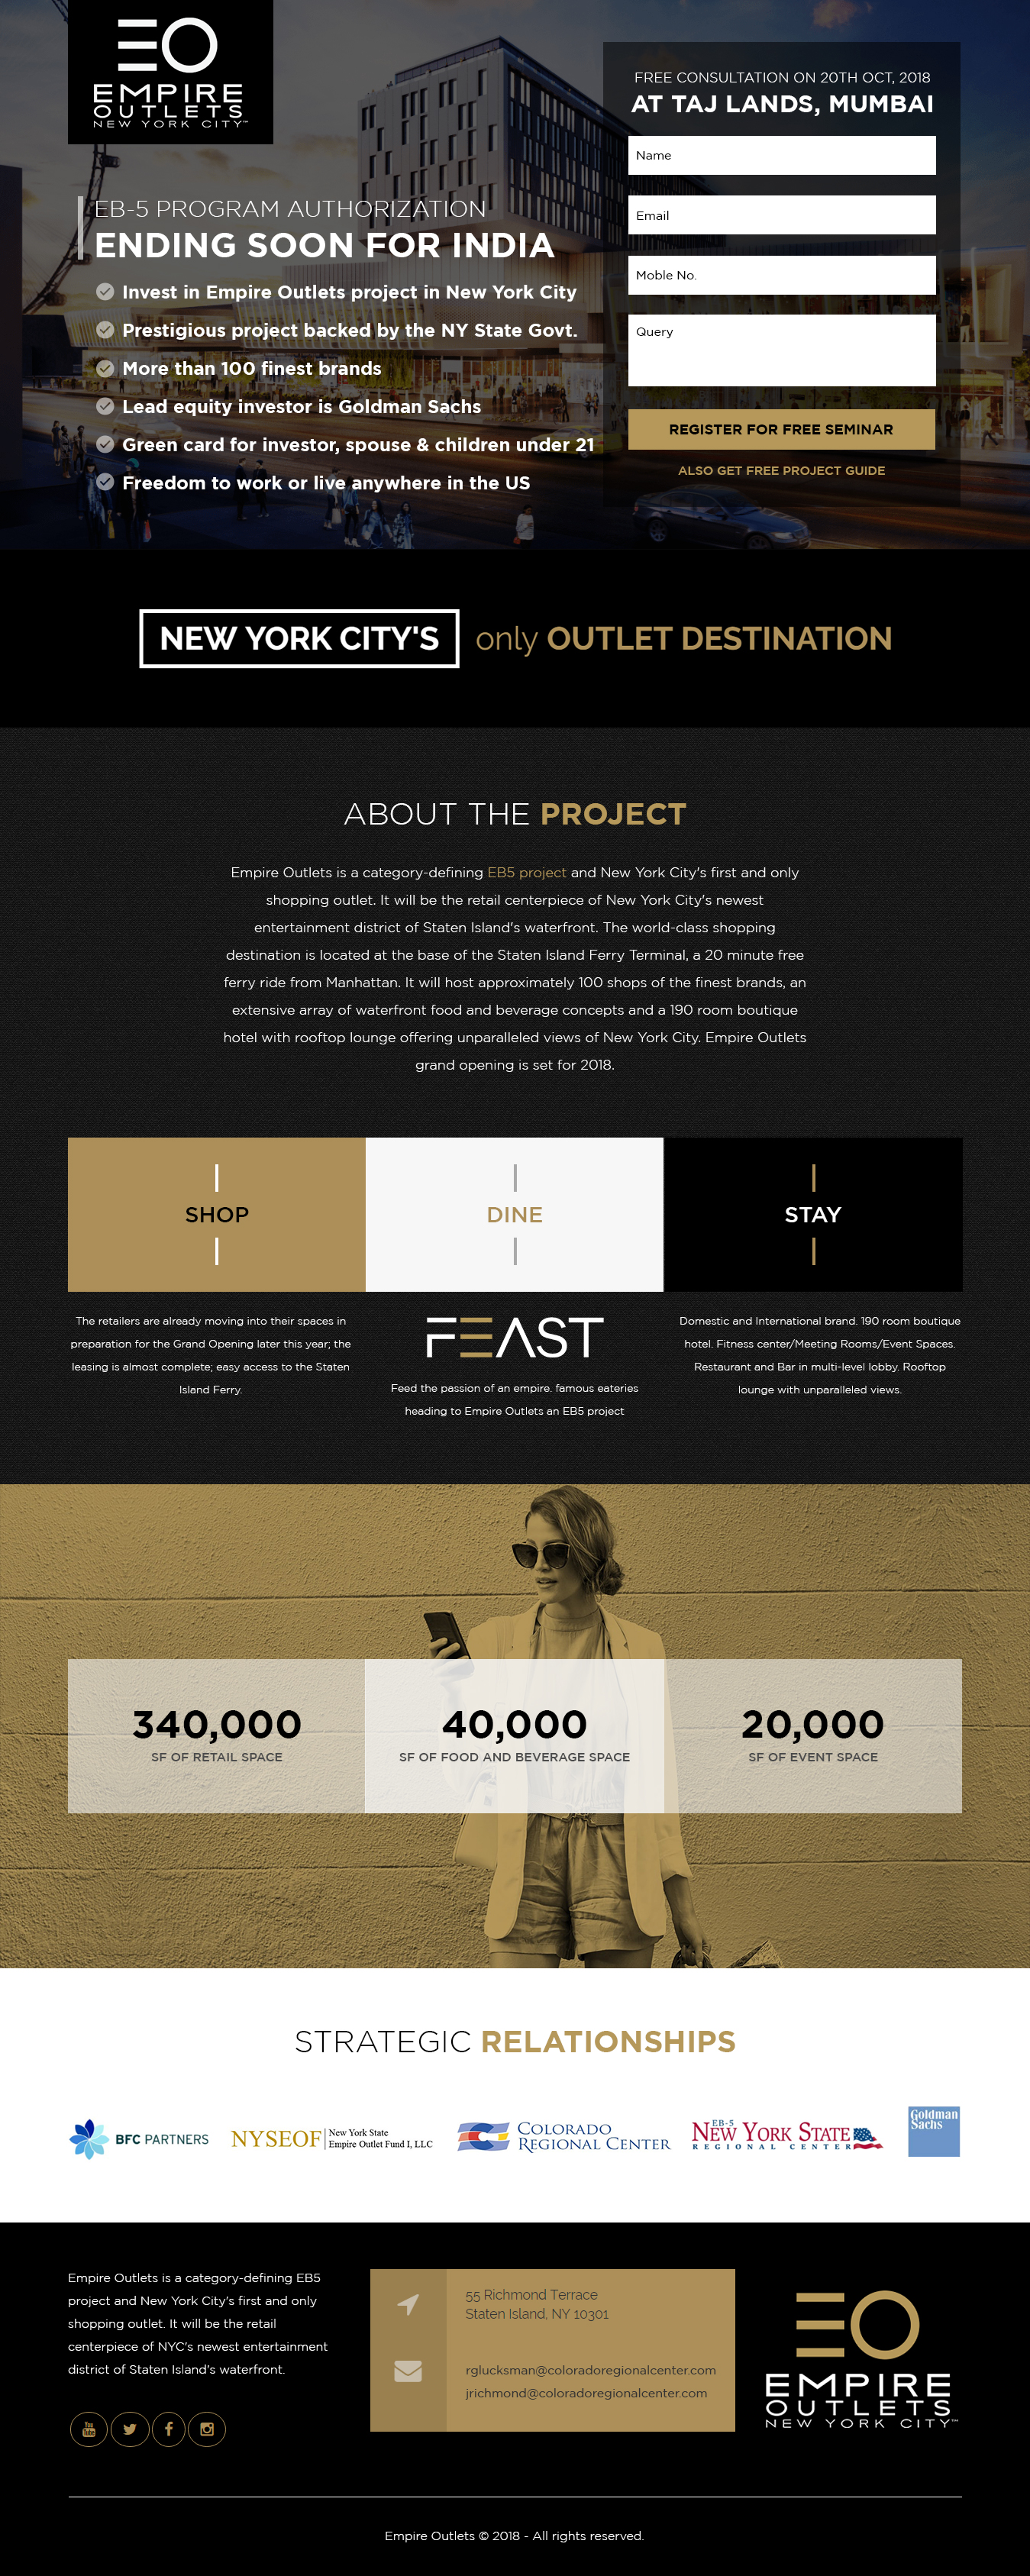 EO
EMPIRE
OUTLETS
NEW YORK CITY™
EB-5 PROGRAM AUTHORIZATION
ENDING SOON FOR INDIA
Invest in Empire Outlets project in New York City
Prestigious project backed by the NY State Govt.
More than 100 finest brands
Lead equity investor is Goldman Sachs
Green card for investor, spouse & children under 21
Freedom to work or live anywhere in the US
FREE CONSULTATION ON 20TH OCT, 2018
AT TAJ LANDS, MUMBAI
Name
Email
Moble No.
Query
REGISTER FOR FREE SEMINAR
ALSO GET FREE PROJECT GUIDE
NEW YORK CITY'S only OUTLET DESTINATION
ABOUT THE PROJECT
Empire Outlets is a category-defining EB5 project and New York City's first and only
shopping outlet. It will be the retail centerpiece of New York City's newest
entertainment district of Staten Island's waterfront. The world-class shopping
destination is located at the base of the Staten Island Ferry Terminal, a 20 minute free
ferry ride from Manhattan. It will host approximately 100 shops of the finest brands, an
extensive array of waterfront food and beverage concepts and a 190 room boutique
hotel with rooftop lounge offering unparalleled views of New York City. Empire Outlets
grand opening is set for 2018.
SHOP
The retailers are already moving into their spaces in
preparation for the Grand Opening later this year; the
leasing is almost complete; easy access to the Staten
Island Ferry.
DINE
FEAST
Feed the passion of an empire. famous eateries
heading to Empire Outlets an EB5 project
STAY
Domestic and International brand. 190 room boutique
hotel. Fitness center/Meeting Rooms/Event Spaces.
Restaurant and Bar in multi-level lobby. Rooftop
lounge with unparalleled views.
340,000
SF OF RETAIL SPACE
40,000
SF OF FOOD AND BEVERAGE SPACE
20,000
SF OF EVENT SPACE
STRATEGIC RELATIONSHIPS
BFC PARTNERS
NYSEOF
New York State
Empire Outlet Fund I, LLC
COLORADO
REGIONAL CENTER
EB-5
NEW YORK STATE
REGIONAL CENTER
Goldman
Sachs
Empire Outlets is a category-defining EB5
project and New York City's first and only
shopping outlet. It will be the retail
centerpiece of NYC's newest entertainment
district of Staten Island's waterfront.
You
Tube
55 Richmond Terrace
Staten Island, NY 10301
rglucksman@coloradoregionalcenter.com
jrichmond@coloradoregionalcenter.com
EO
EMPIRE
OUTLETS
NEW YORK CITY™
Empire Outlets © 2018 - All rights reserved.